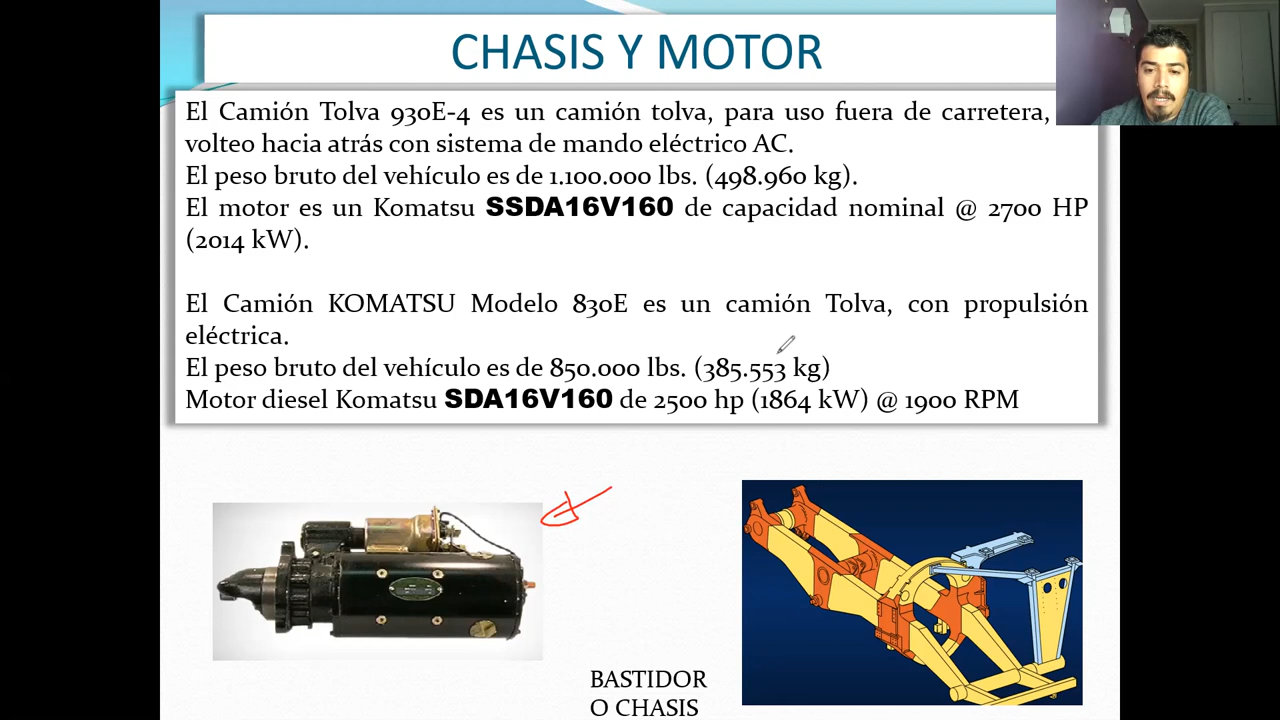 CHASIS Y MOTOR
El Camión Tolva 930E-4 es un camión tolva, para uso fuera de carretera,
volteo hacia atrás con sistema de mando eléctrico AC.
El peso bruto del vehículo es de 1.100.000 lbs. (498.960 kg).
El motor es un Komatsu SSDA16V160 de capacidad nominal @ 2700 HP
(2014 kW).
El Camión KOMATSU Modelo 830E es un camión Tolva, con propulsión
eléctrica.
El peso bruto del vehículo es de 850.000 lbs. (385.553 kg)
Motor diesel Komatsu SDA16V160 de 2500 hp (1864 kW) @ 1900 RPM
BASTIDOR
O CHASIS